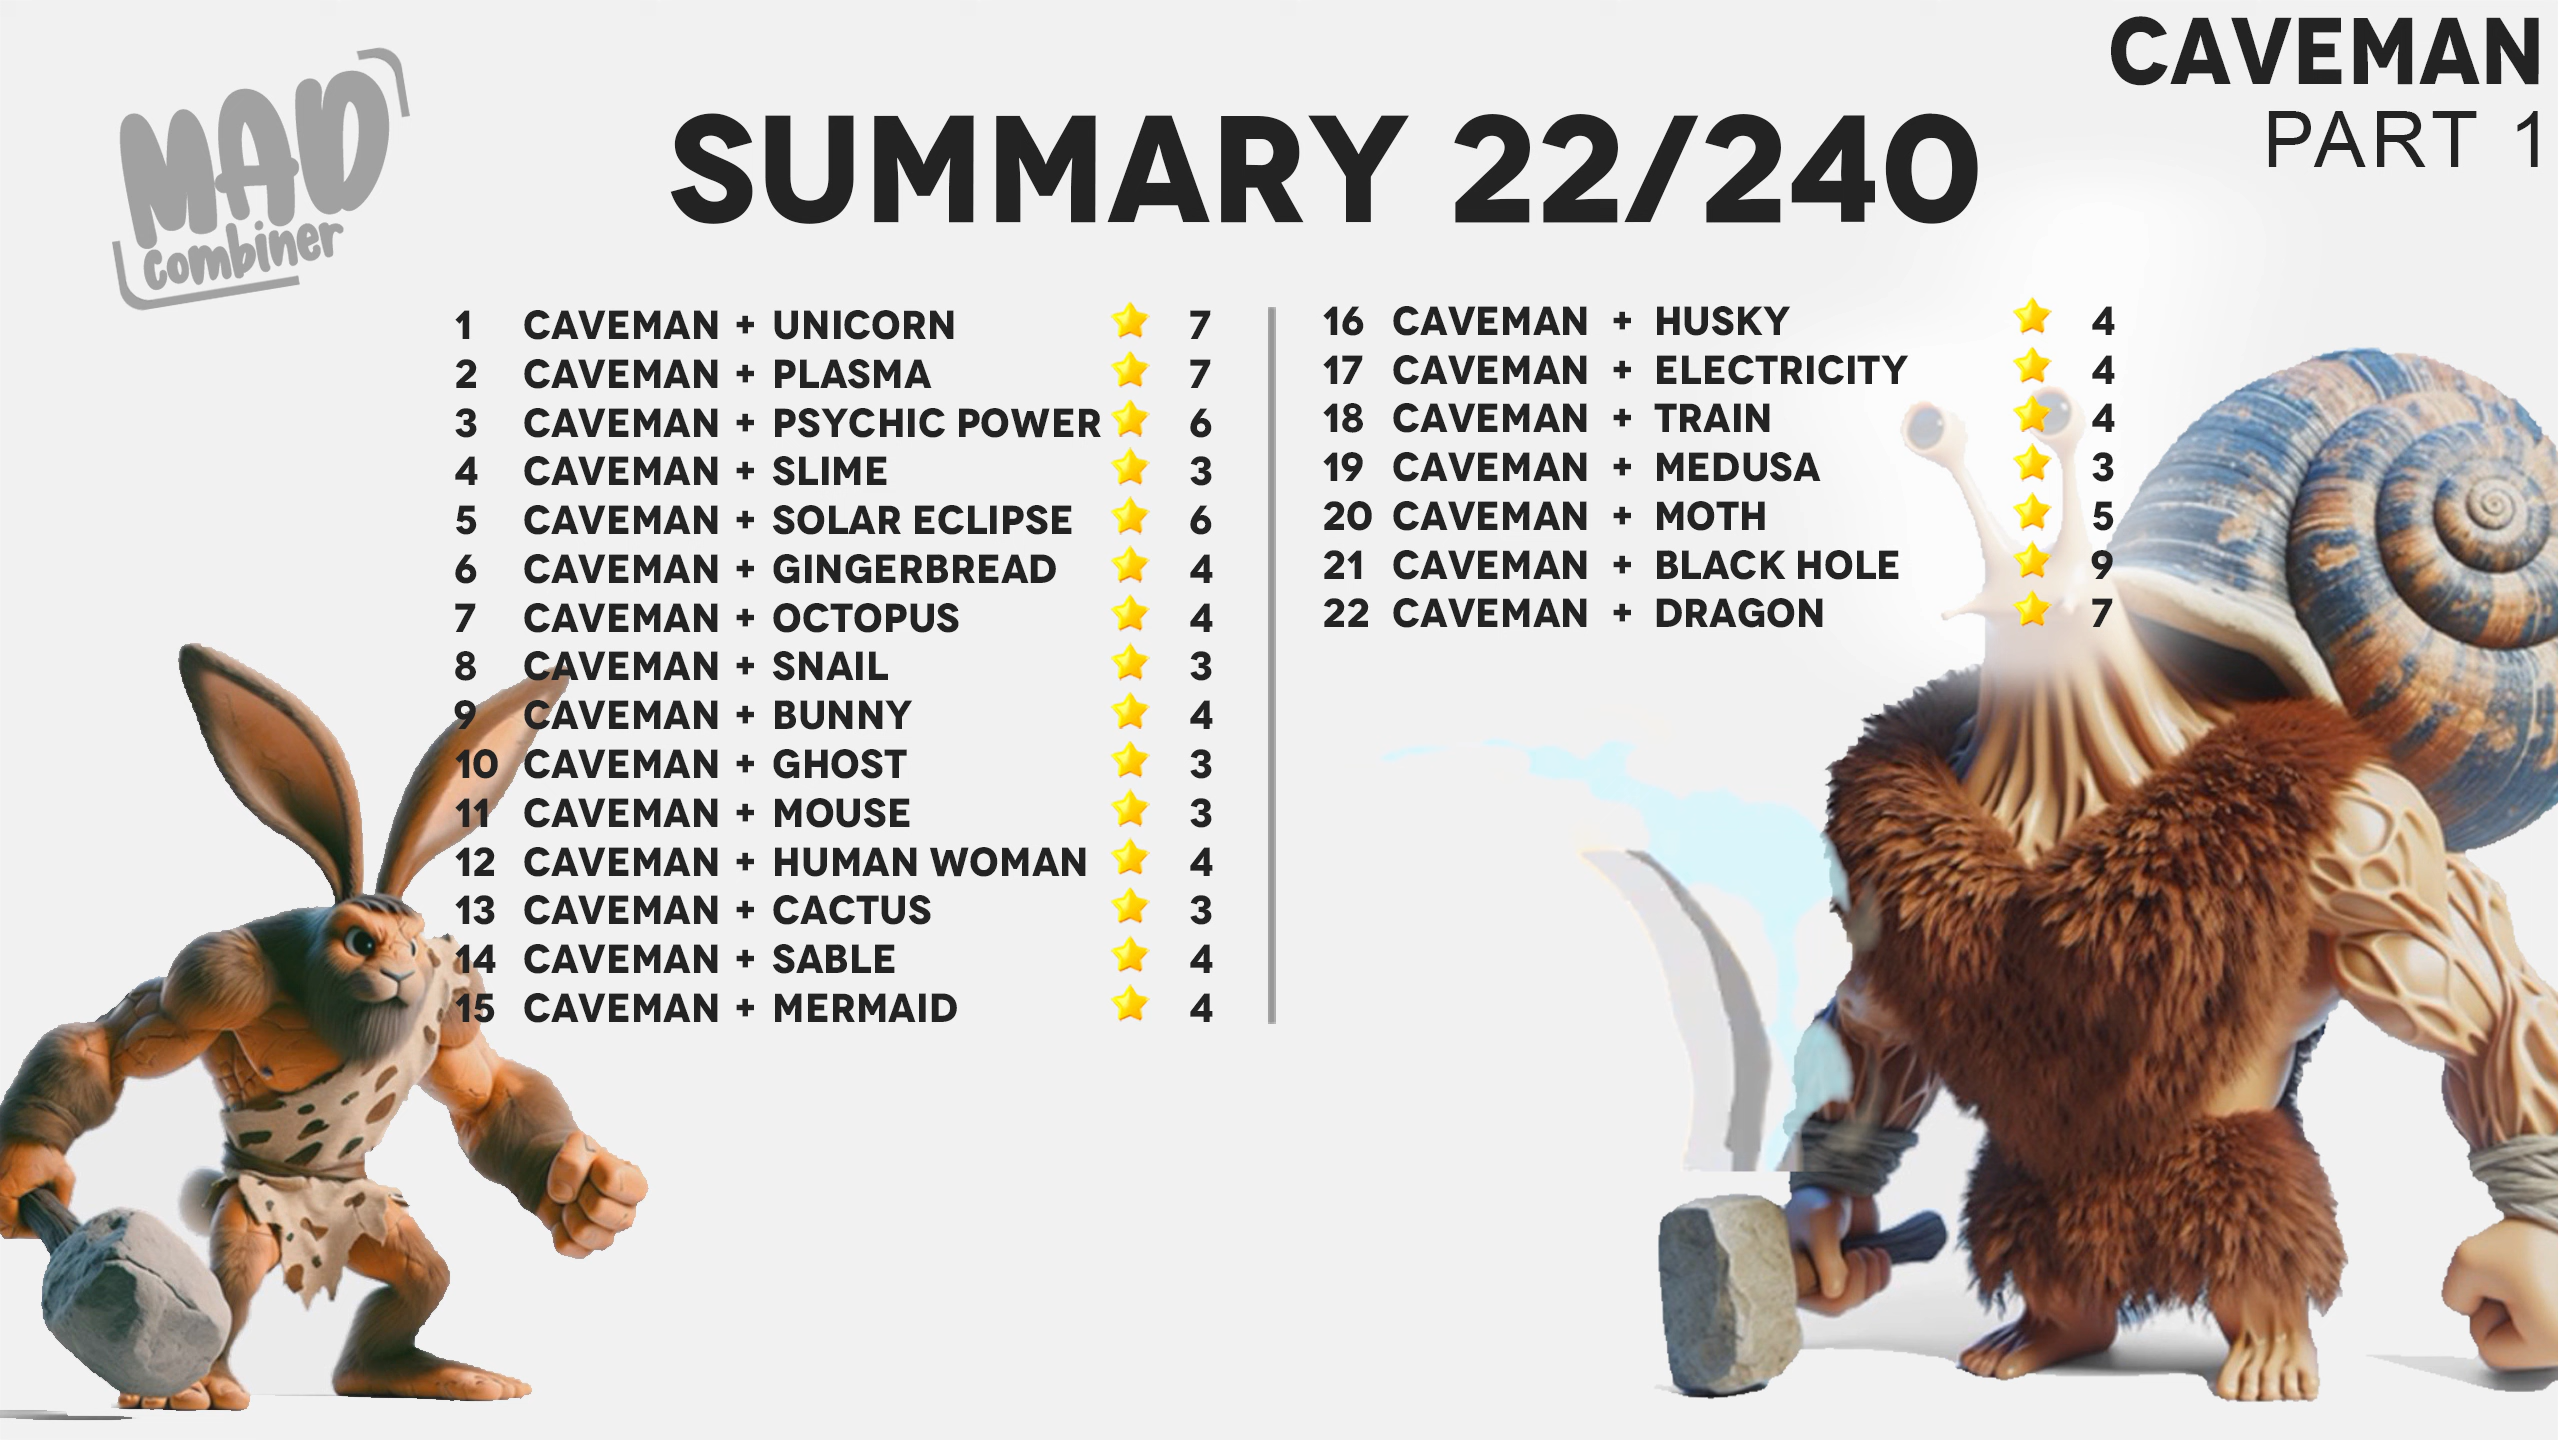 MAD
combiner
CAVEMAN
PART 1
SUMMARY 22/240
1 CAVEMAN + UNICORN ⭐ 7
2 CAVEMAN + PLASMA ⭐ 7
3 CAVEMAN + PSYCHIC POWER ⭐ 6
4 CAVEMAN + SLIME ⭐ 3
5 CAVEMAN + SOLAR ECLIPSE ⭐ 6
6 CAVEMAN + GINGERBREAD ⭐ 4
7 CAVEMAN + OCTOPUS ⭐ 4
8 CAVEMAN + SNAIL ⭐ 3
9 CAVEMAN + BUNNY ⭐ 4
10 CAVEMAN + GHOST ⭐ 3
11 CAVEMAN + MOUSE ⭐ 3
12 CAVEMAN + HUMAN WOMAN ⭐ 4
13 CAVEMAN + CACTUS ⭐ 3
14 CAVEMAN + SABLE ⭐ 4
15 CAVEMAN + MERMAID ⭐ 4
16 CAVEMAN + HUSKY ⭐ 4
17 CAVEMAN + ELECTRICITY ⭐ 4
18 CAVEMAN + TRAIN ⭐ 4
19 CAVEMAN + MEDUSA ⭐ 3
20 CAVEMAN + MOTH ⭐ 5
21 CAVEMAN + BLACK HOLE ⭐ 9
22 CAVEMAN + DRAGON ⭐ 7